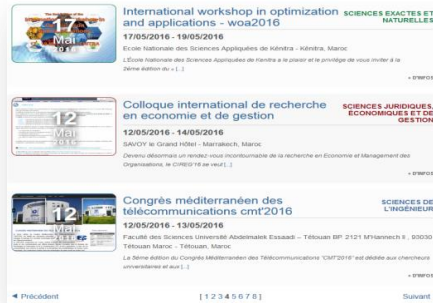 17
Mai
2016
International workshop in optimization
and applications - woa2016
SCIENCES EXACTES ET
NATURELLES
17/05/2016 - 19/05/2016
Ecole Nationale des Sciences Appliquées de Kénitra - Kénitra, Maroc
L'École Nationale des Sciences Appliquées de Kénitra a le plaisir et le privilège de vous inviter à la
2ème édition du « [...]
+ D'INFOS
12
Mai
2016
Colloque international de recherche
en économie et de gestion
SCIENCES JURIDIQUES,
ÉCONOMIQUES ET DE
GESTION
12/05/2016 - 14/05/2016
SAVOY le Grand Hôtel - Marrakech, Maroc
Devenu désormais un rendez-vous incontournable de la recherche en Economie et Management des
Organisations, le CIREG'16 se veut [...]
+ D'INFOS
12
Mai
2016
Congrès méditerranéen des
télécommunications cmt'2016
SCIENCES DE
L'INGÉNIEUR
12/05/2016 - 13/05/2016
Faculté des Sciences Université Abdelmalek Essaadi – Tétouan BP 2121 M'Hannech II , 93030
Tétouan Maroc - Tétouan, Maroc
La 5ème édition du Congrès Méditerranéen des Télécommunications "CMT'2016" est dédiée aux chercheurs
universitaires et aux [...]
+ D'INFOS
◄ Précédent
[ 1 2 3 4 5 6 7 8 ]
Suivant